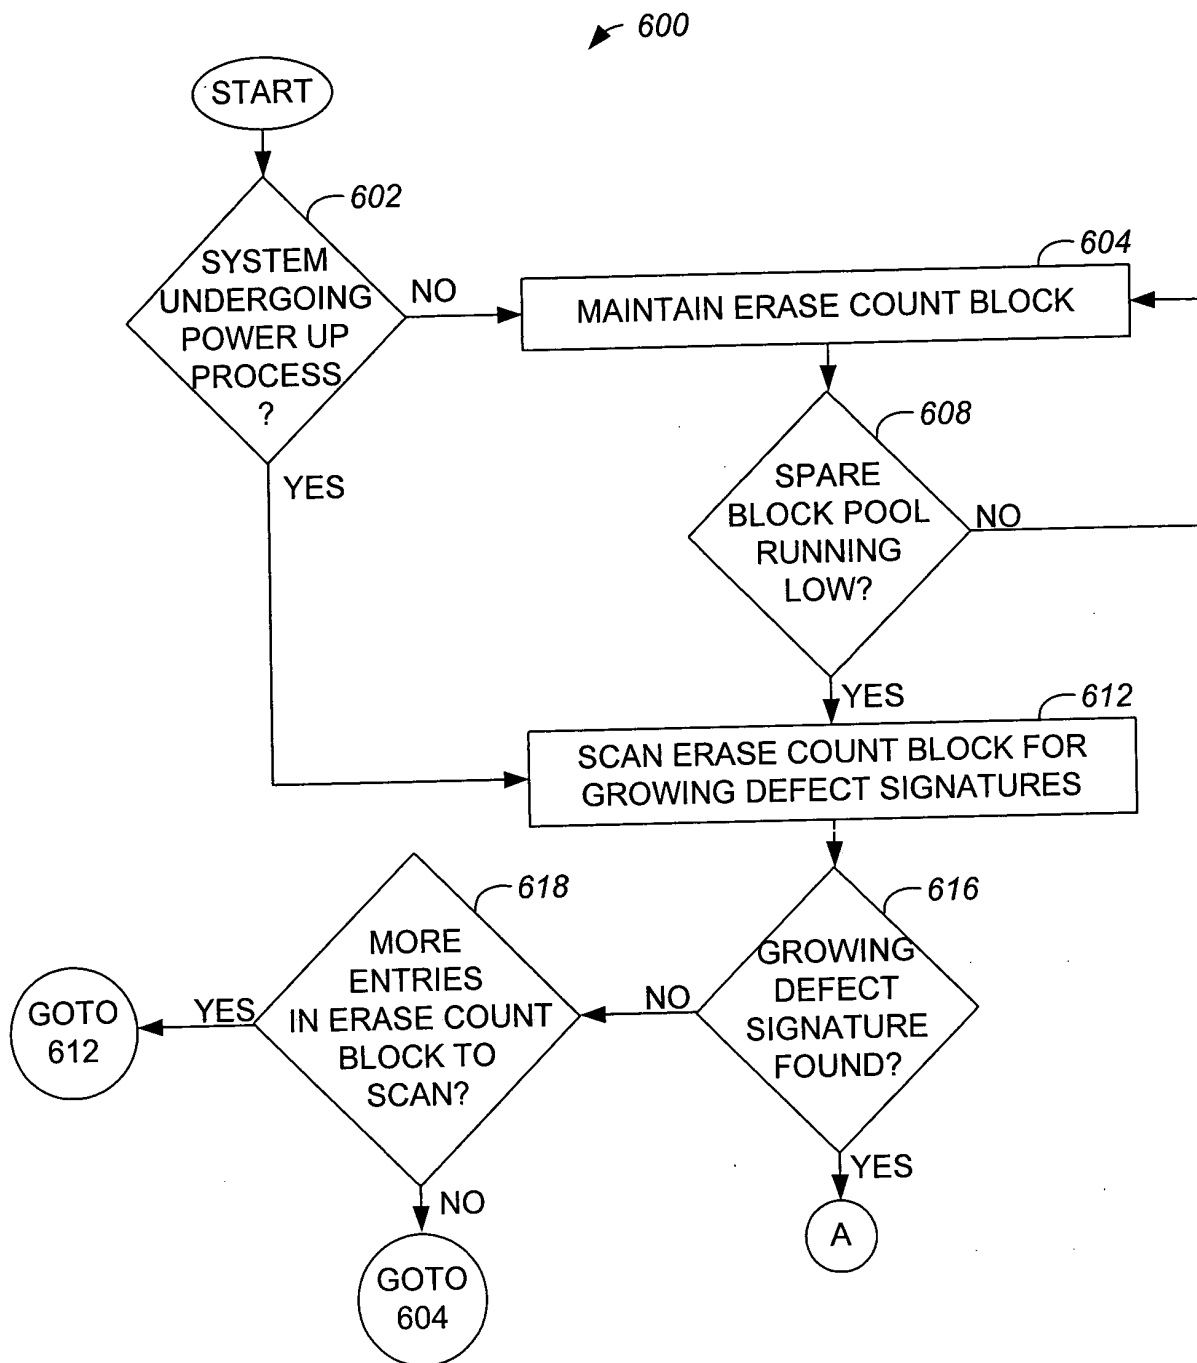 600
START
602
SYSTEM
UNDERGOING
POWER UP
PROCESS
?
NO
YES
604
MAINTAIN ERASE COUNT BLOCK
608
SPARE
BLOCK POOL
RUNNING
LOW?
NO
YES
612
SCAN ERASE COUNT BLOCK FOR
GROWING DEFECT SIGNATURES
616
GROWING
DEFECT
SIGNATURE
FOUND?
NO
YES
A
618
MORE
ENTRIES
IN ERASE COUNT
BLOCK TO
SCAN?
YES
GOTO
612
NO
GOTO
604